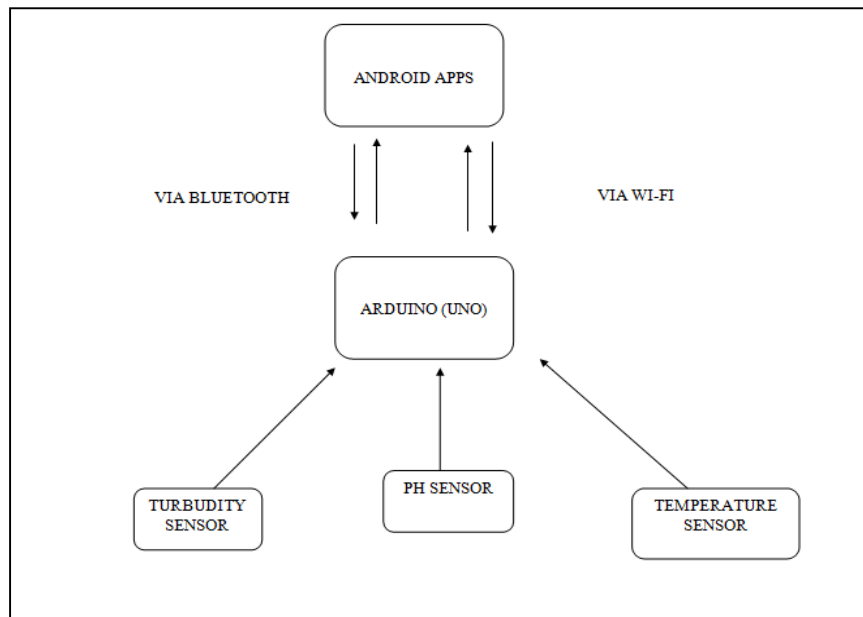 ANDROID APPS
VIA BLUETOOTH
VIA WI-FI
ARDUINO (UNO)
TURBUDITY
SENSOR
PH SENSOR
TEMPERATURE
SENSOR